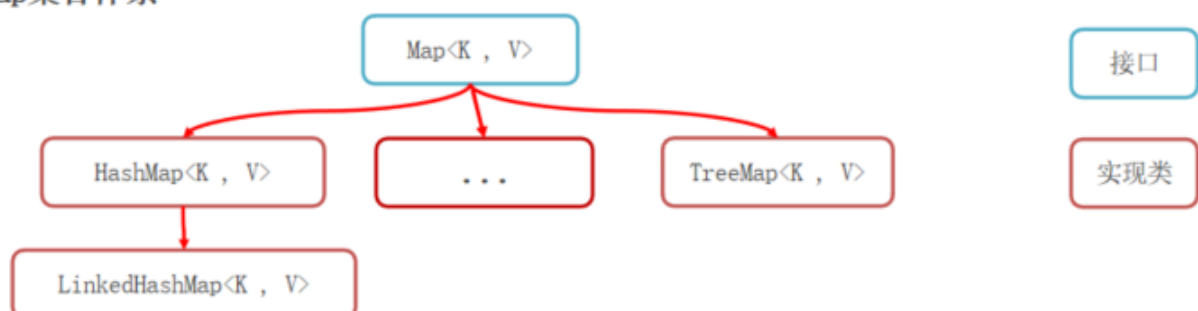 Map<K , V>
接口
HashMap<K , V>
...
TreeMap<K , V>
实现类
LinkedHashMap<K , V>